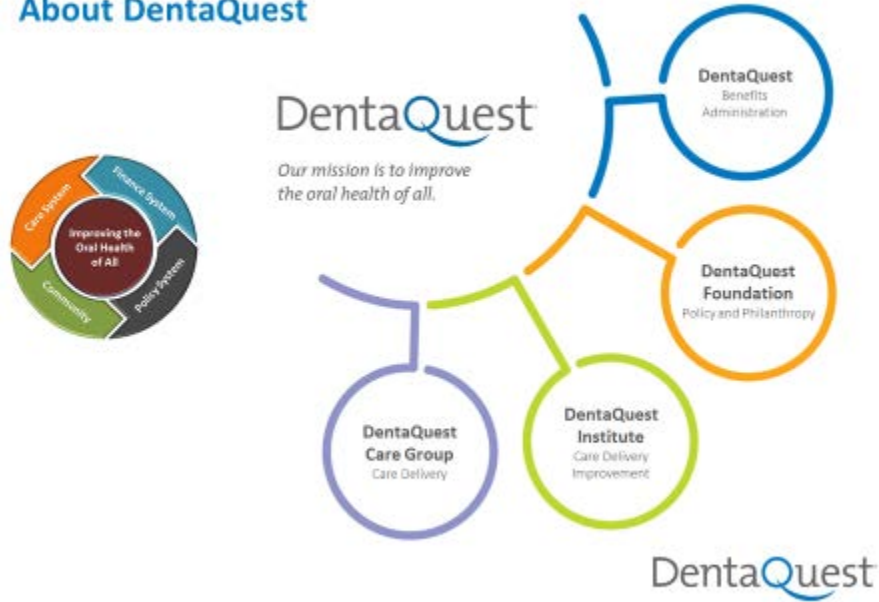 About DentaQuest
DentaQuest
Our mission is to improve
the oral health of all.
Care System
Finance System
Policy System
Community
Improving the
Oral Health
of All
DentaQuest
Benefits
Administration
DentaQuest
Foundation
Policy and Philanthropy
DentaQuest
Institute
Care Delivery
Improvement
DentaQuest
Care Group
Care Delivery
DentaQuest